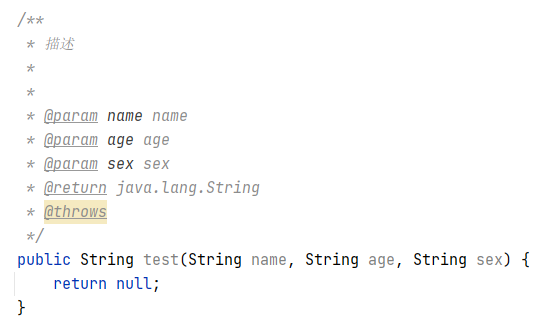 /**
 * 描述
 *
 *
 * @param name name
 * @param age age
 * @param sex sex
 * @return java.lang.String
 * @throws
 */
public String test(String name, String age, String sex) {
    return null;
}